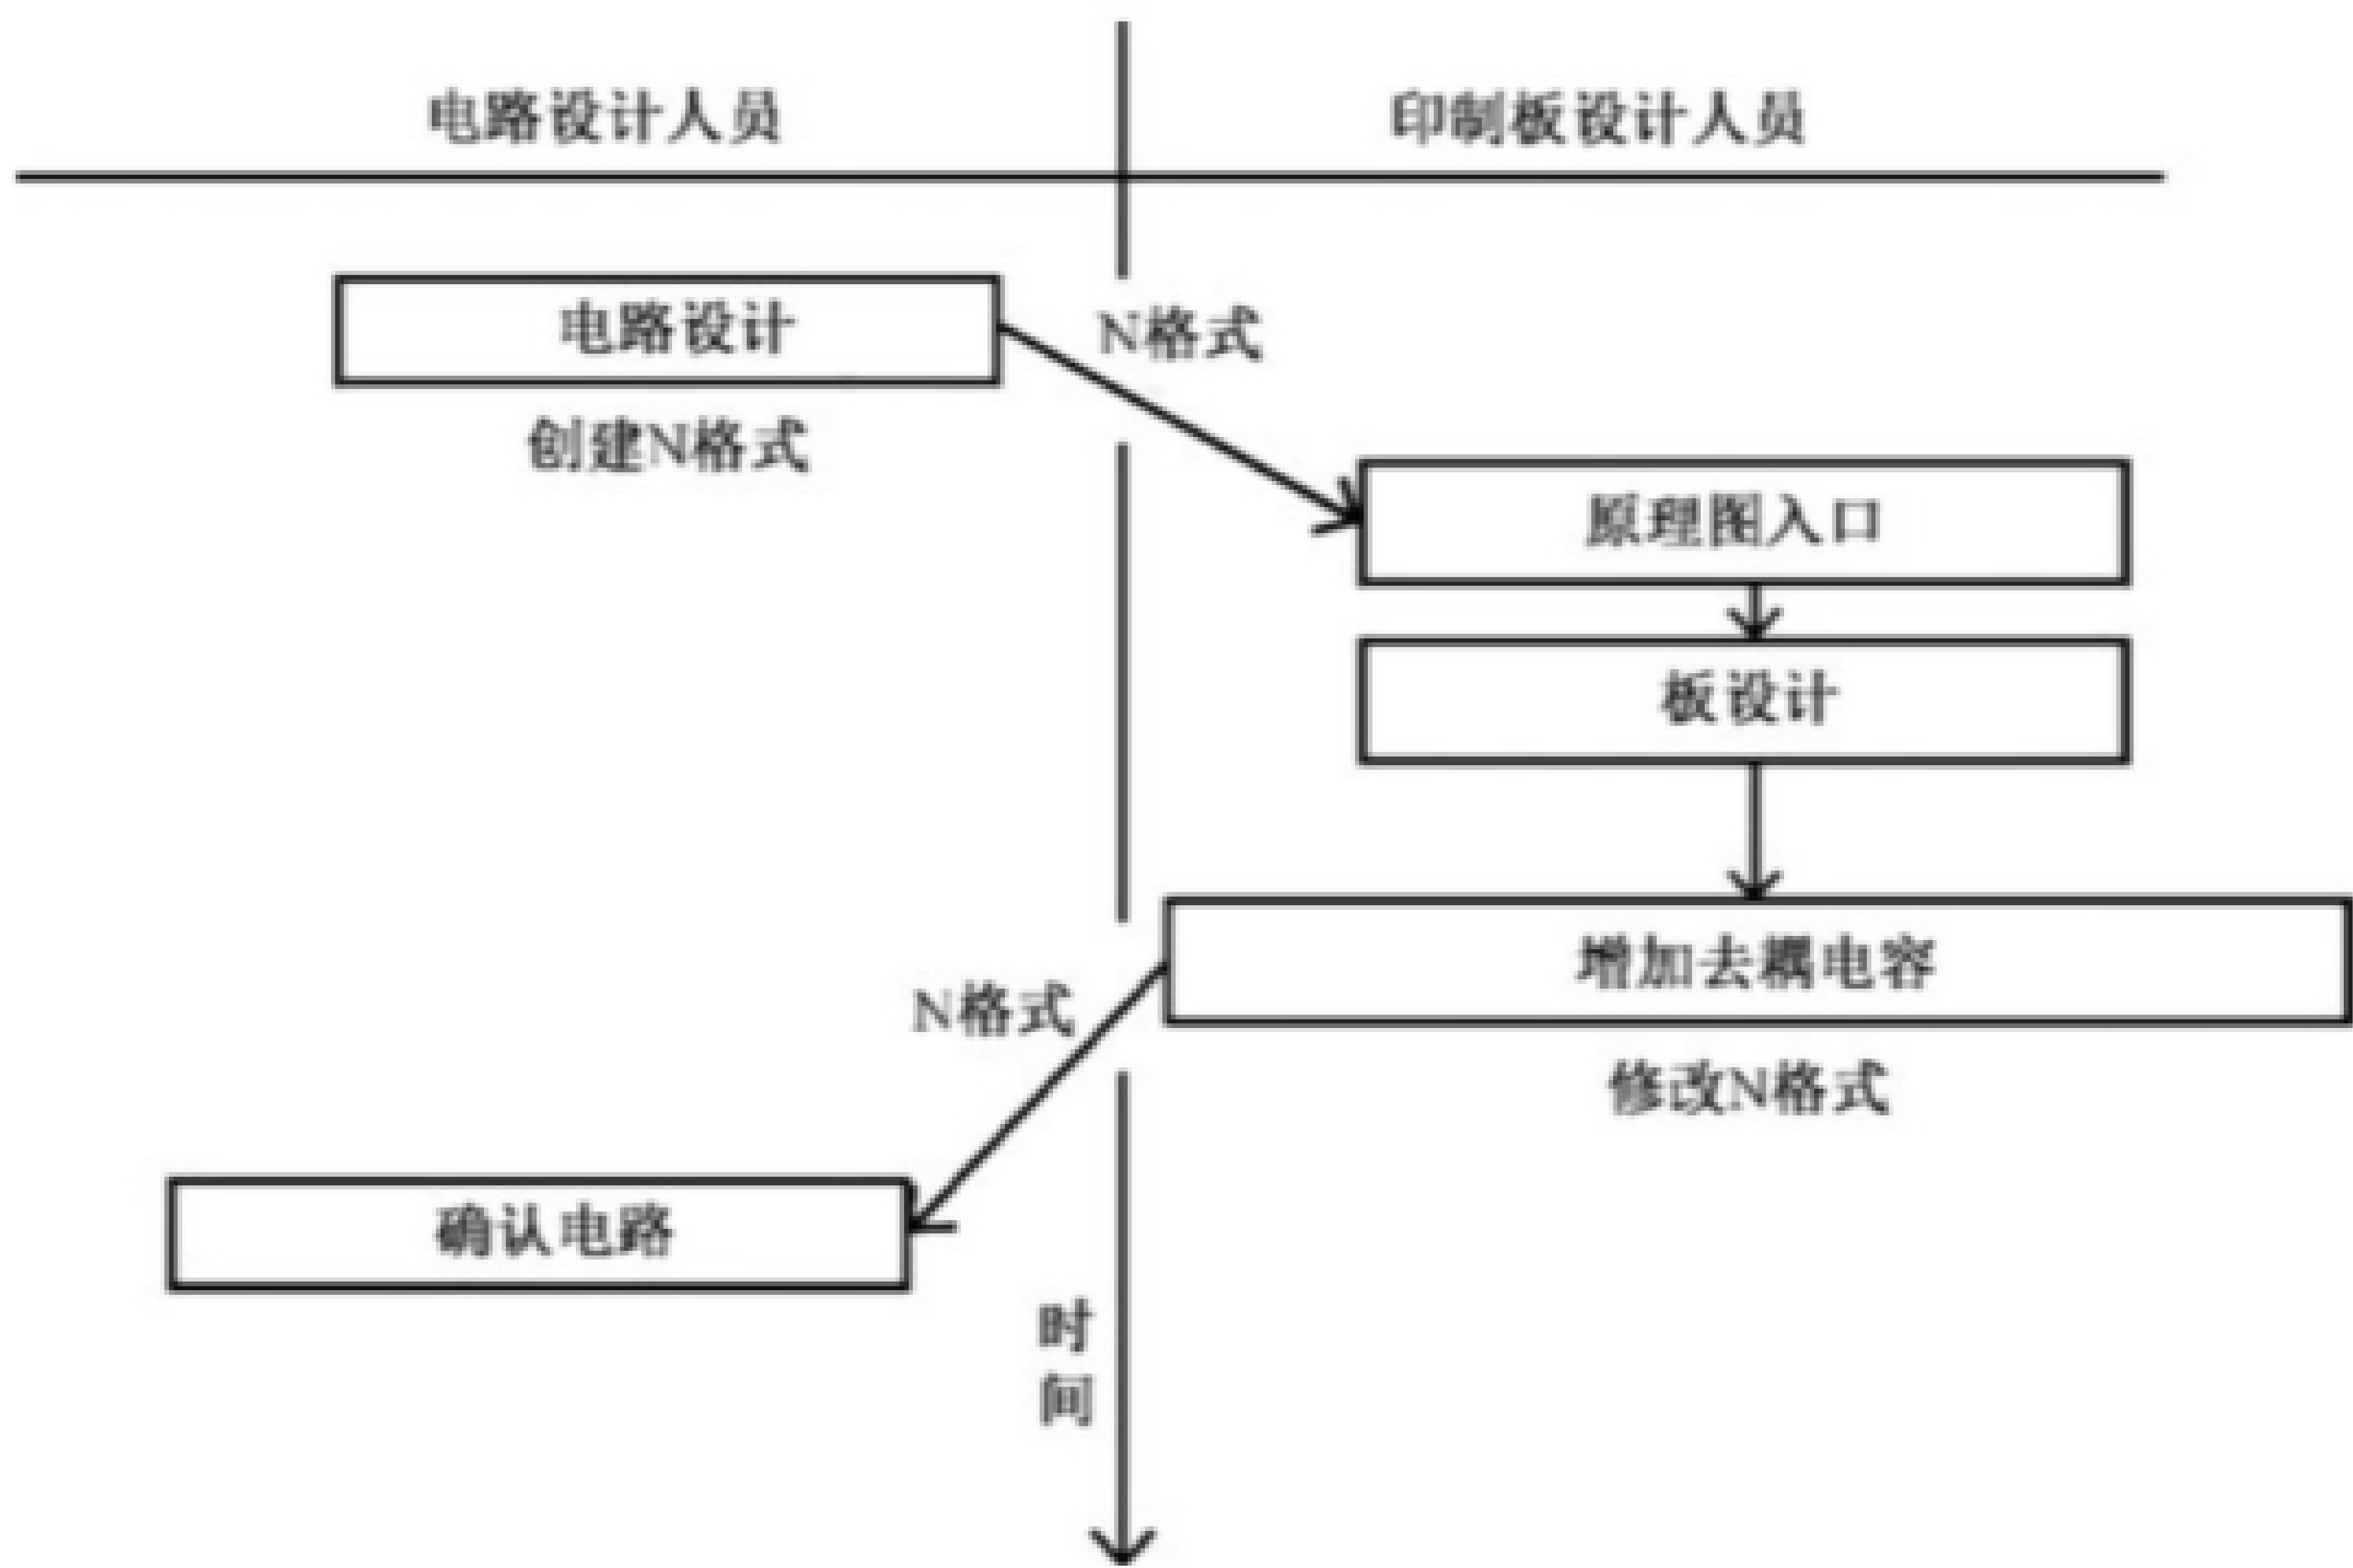 电路设计人员
印制板设计人员
电路设计
N格式
创建N格式
原理图入口
板设计
增加去耦电容
N格式
修改N格式
确认电路
时
间